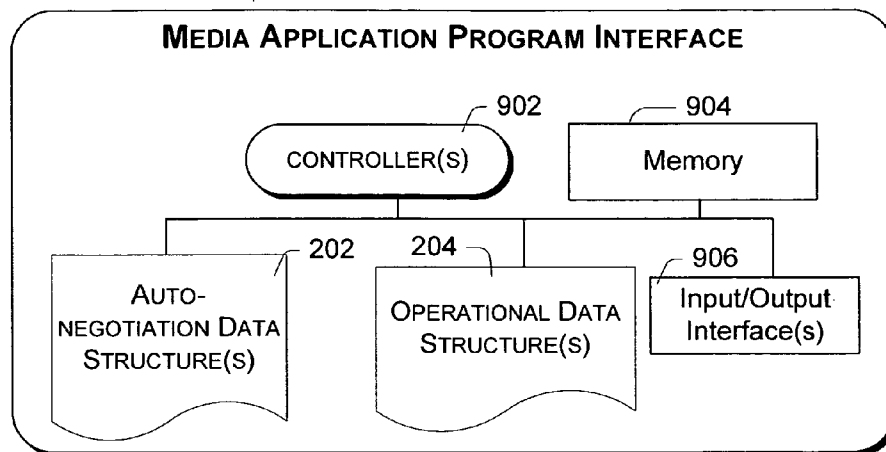 MEDIA APPLICATION PROGRAM INTERFACE
902
904
CONTROLLER(S)
Memory
202
204
906
AUTO-
NEGOTIATION DATA
STRUCTURE(S)
OPERATIONAL DATA
STRUCTURE(S)
Input/Output
Interface(s)